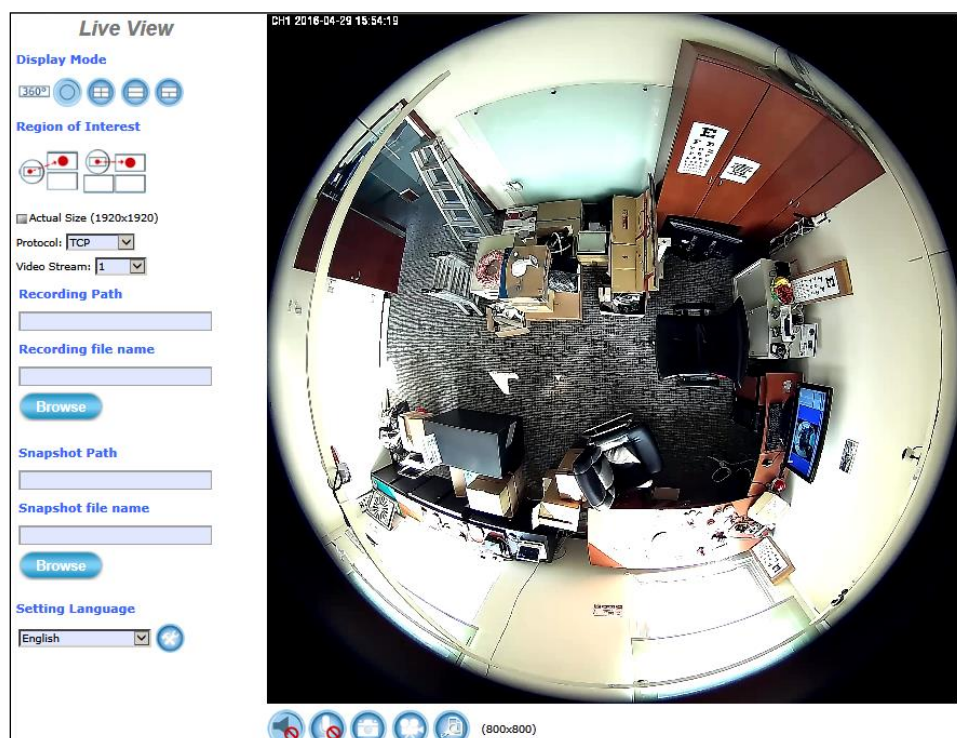 Live View
Display Mode
360°
Region of Interest
Actual Size (1920x1920)
Protocol: TCP
Video Stream: 1
Recording Path
Recording file name
Browse
Snapshot Path
Snapshot file name
Browse
Setting Language
English
CH1 2016-04-29 15:54:19
E
(800x800)